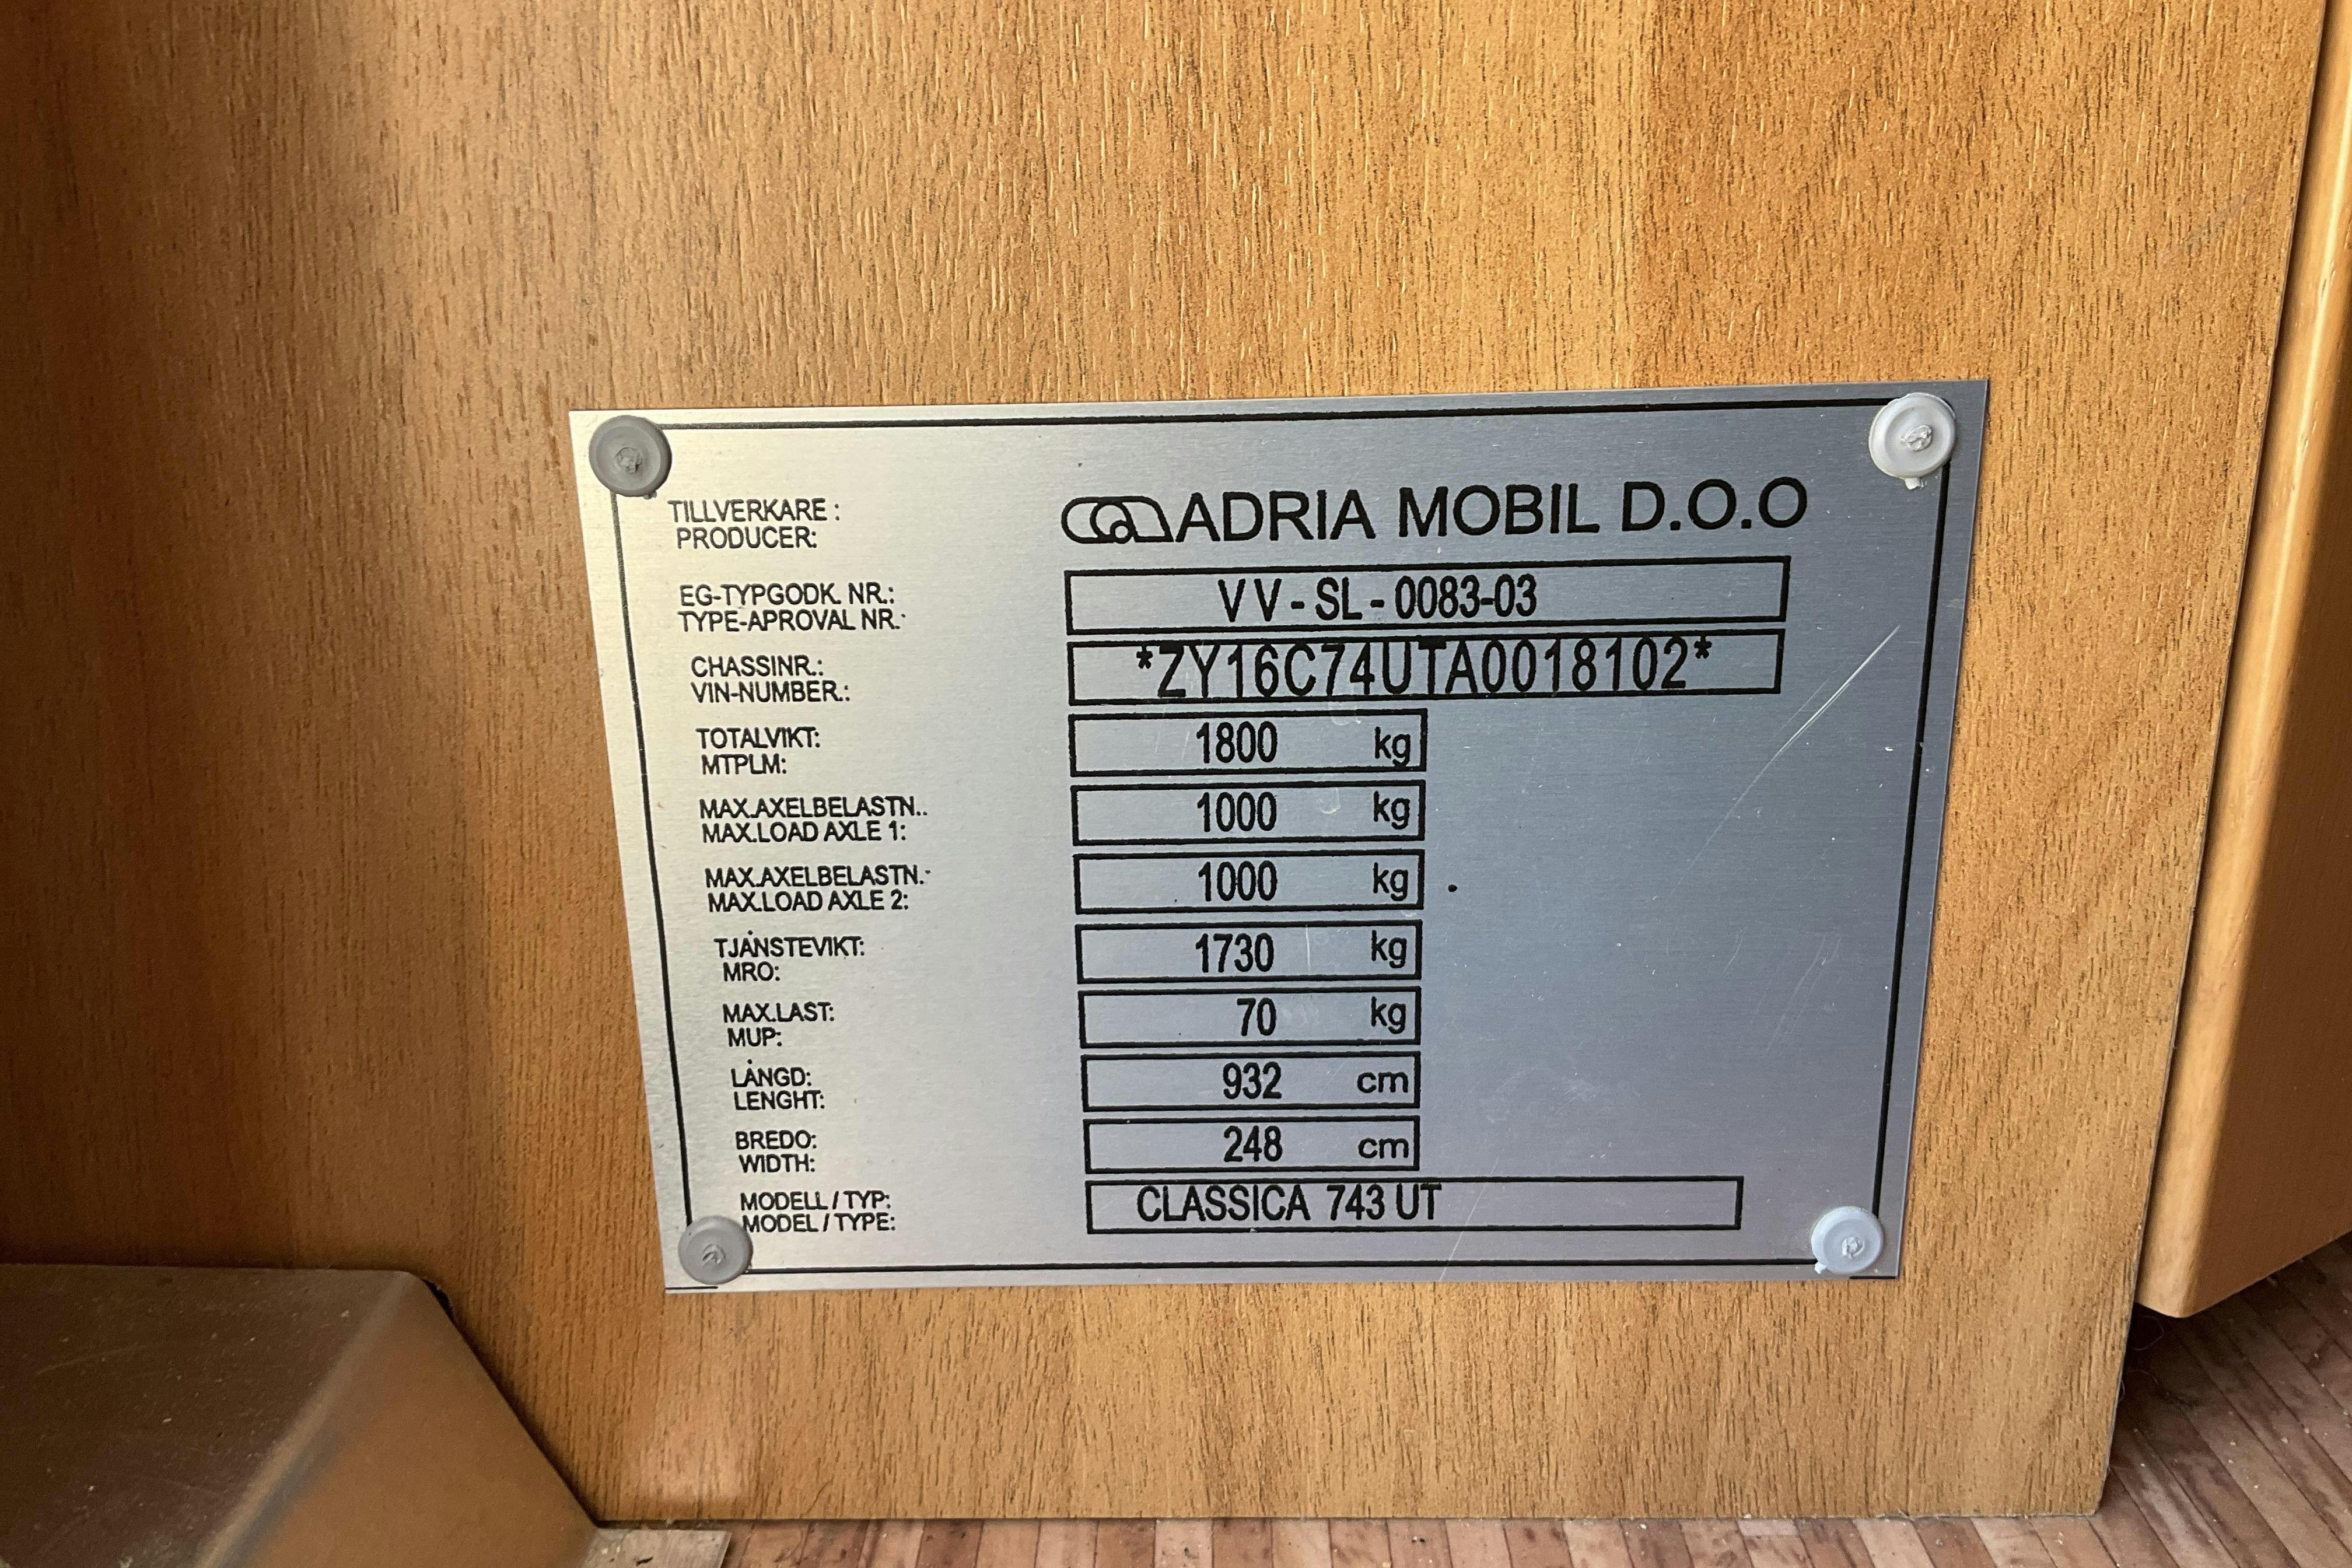 TILLVERKARE : ADRIA MOBIL D.O.O
PRODUCER:
EG-TYPGODK. NR.: VV-SL-0083-03
TYPE-APROVAL NR.
CHASSINR.: *ZY16C74UTA0018102*
VIN-NUMBER.:
TOTALVIKT: 1800 kg
MTPLM:
MAX.AXELBELASTN.. 1000 kg
MAX.LOAD AXLE 1:
MAX.AXELBELASTN. 1000 kg
MAX.LOAD AXLE 2:
TJȦNSTEVIKT: 1730 kg
MRO:
MAX.LAST: 70 kg
MUP:
LȦNGD: 932 cm
LENGHT:
BREDO: 248 cm
WIDTH:
MODELL / TYP: CLASSICA 743 UT
MODEL / TYPE: